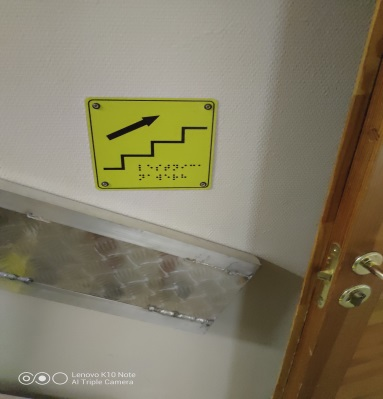 ⠇⠑⠎⠞⠝⠊⠉⠁
⠝⠁⠺⠑⠗⠓
Lenovo K10 Note
AI Triple Camera